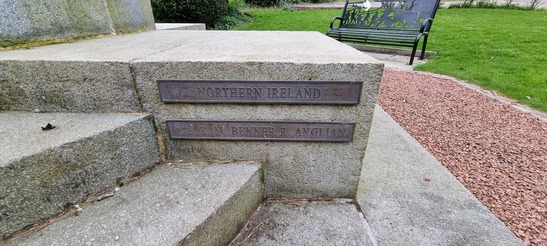 NORTHERN IRELAND
R. M. BENNER R. ANGLIAN